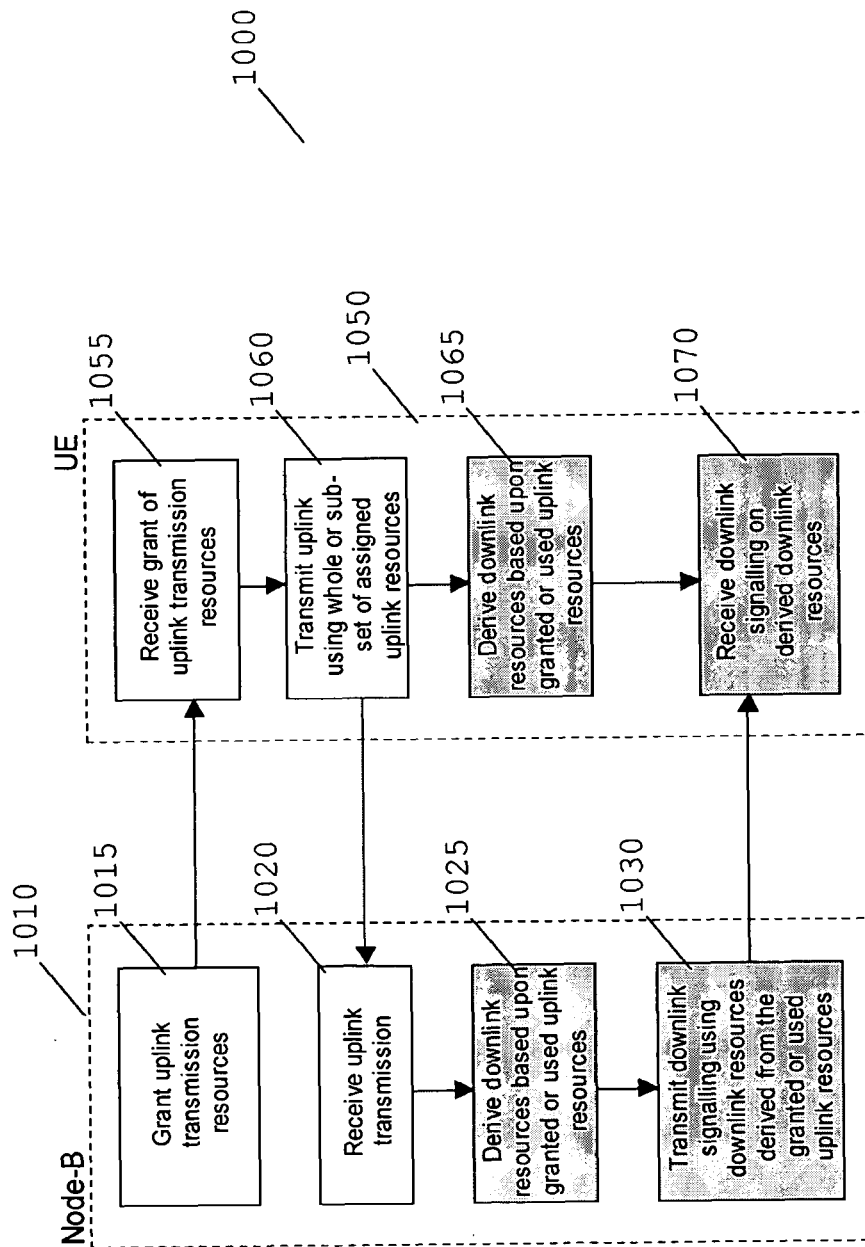 1000
1010
Node-B
1015
Grant uplink
transmission
resources
1020
Receive uplink
transmission
1025
Derive downlink
resources based upon
granted or used uplink
resources
1030
Transmit downlink
signalling using
downlink resources
derived from the
granted or used
uplink resources
UE
1050
1055
Receive grant of
uplink transmission
resources
1060
Transmit uplink
using whole or sub-
set of assigned
uplink resources
1065
Derive downlink
resources based upon
granted or used uplink
resources
1070
Receive downlink
signalling on
derived downlink
resources